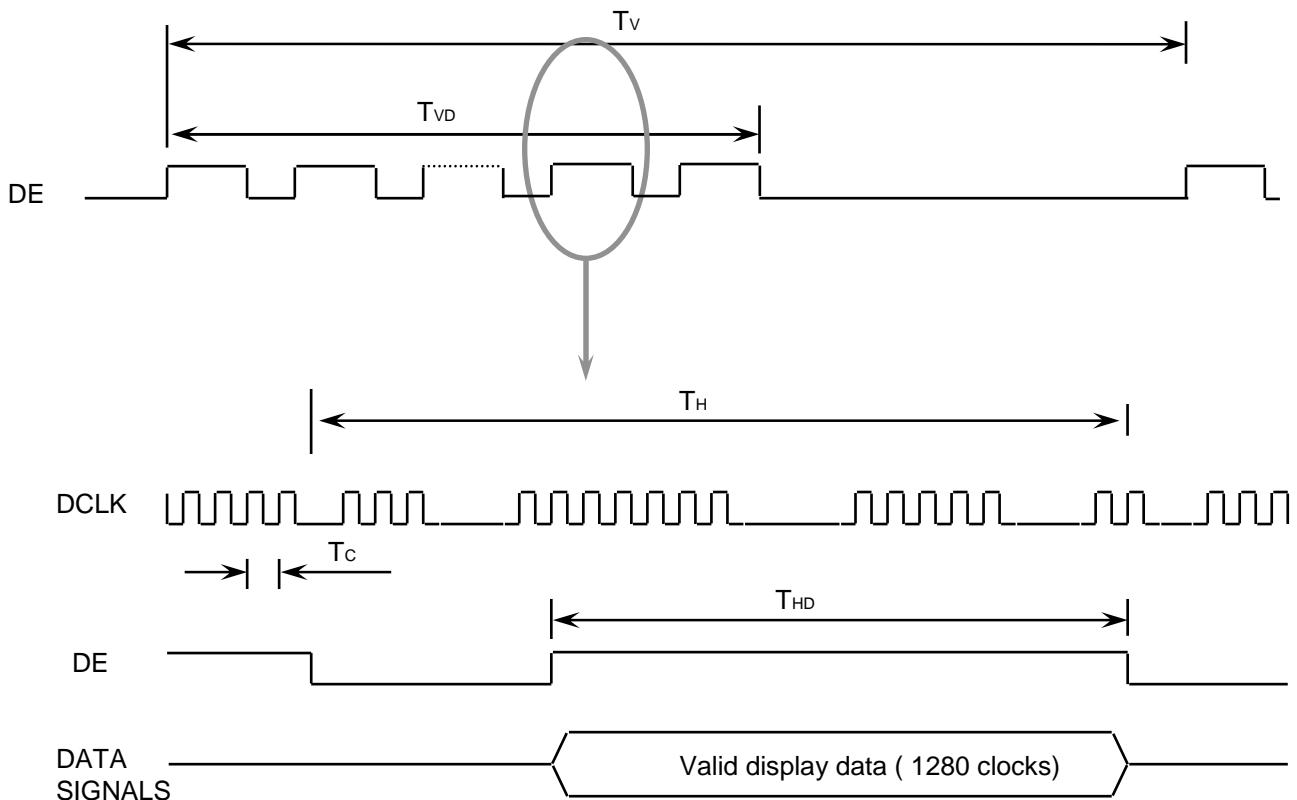 TV
TVD
DE
TH
DCLK
TC
THD
DE
DATA
SIGNALS
Valid display data ( 1280 clocks)